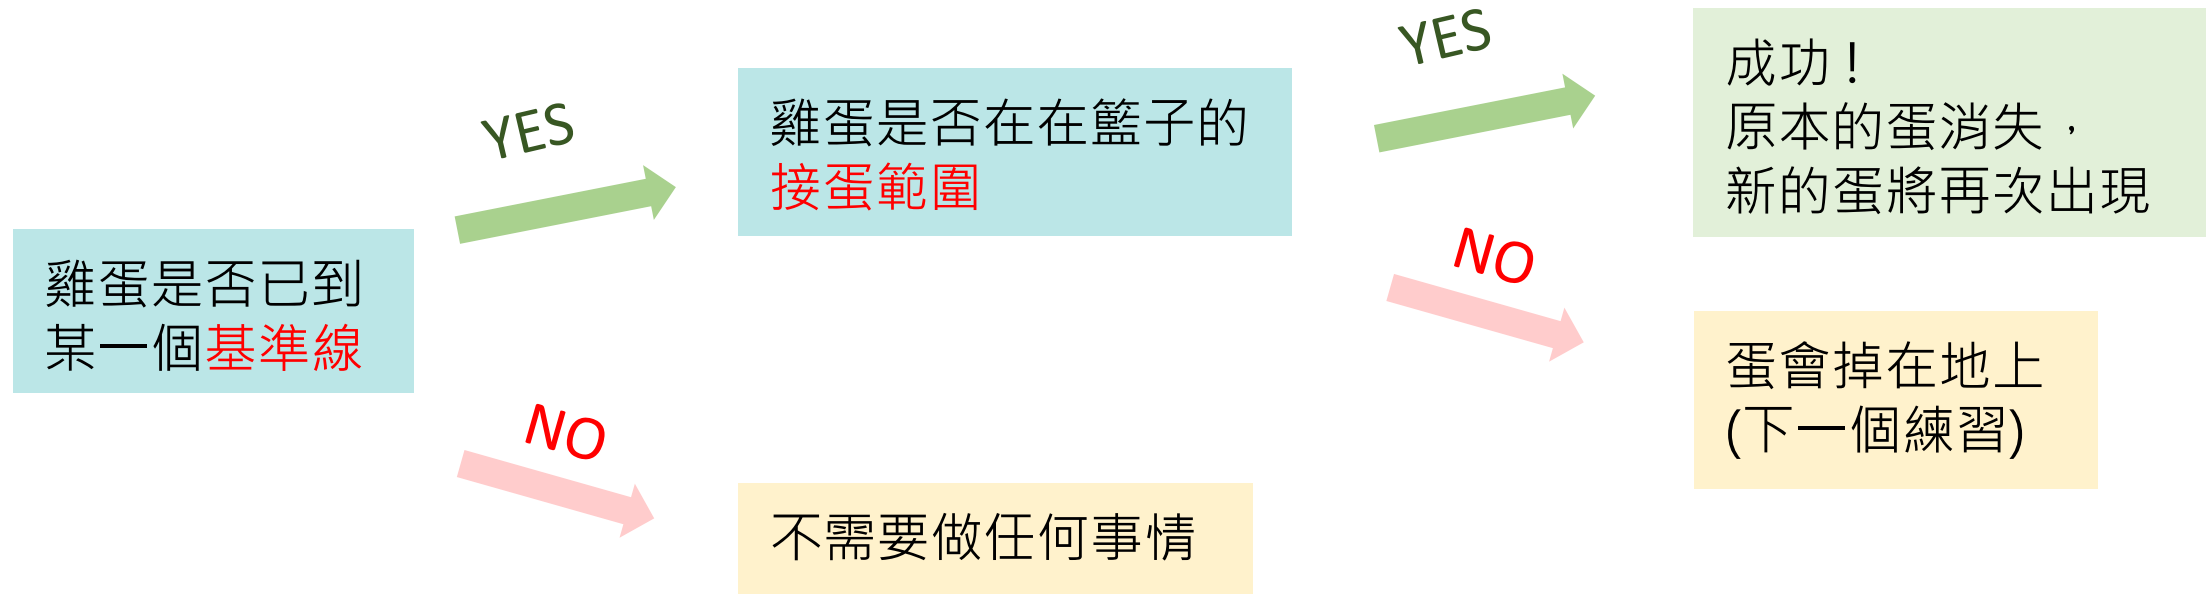 雞蛋是否已到
某一個基準線
YES
NO
雞蛋是否在在籃子的
接蛋範圍
不需要做任何事情
YES
NO
成功！
原本的蛋消失，
新的蛋將再次出現
蛋會掉在地上
(下一個練習)